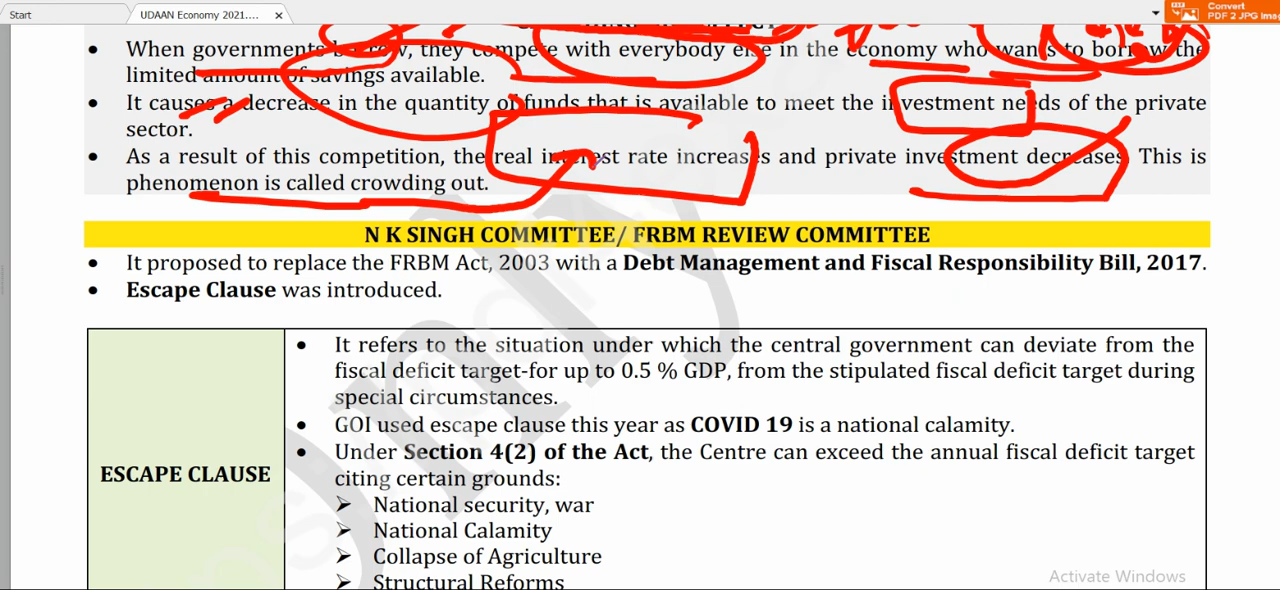 Start
UDAAN Economy 2021....
Convert
PDF 2 JPG Imag
When governments borrow, they compete with everybody else in the economy who wants to borrow the
limited amount of savings available.
It causes a decrease in the quantity of funds that is available to meet the investment needs of the private
sector.
As a result of this competition, the real interest rate increases and private investment decreases. This is
phenomenon is called crowding out.
N K SINGH COMMITTEE/ FRBM REVIEW COMMITTEE
It proposed to replace the FRBM Act, 2003 with a Debt Management and Fiscal Responsibility Bill, 2017.
Escape Clause was introduced.
ESCAPE CLAUSE
It refers to the situation under which the central government can deviate from the
fiscal deficit target-for up to 0.5 % GDP, from the stipulated fiscal deficit target during
special circumstances.
GOI used escape clause this year as COVID 19 is a national calamity.
Under Section 4(2) of the Act, the Centre can exceed the annual fiscal deficit target
citing certain grounds:
National security, war
National Calamity
Collapse of Agriculture
Structural Reforms
Activate Windows